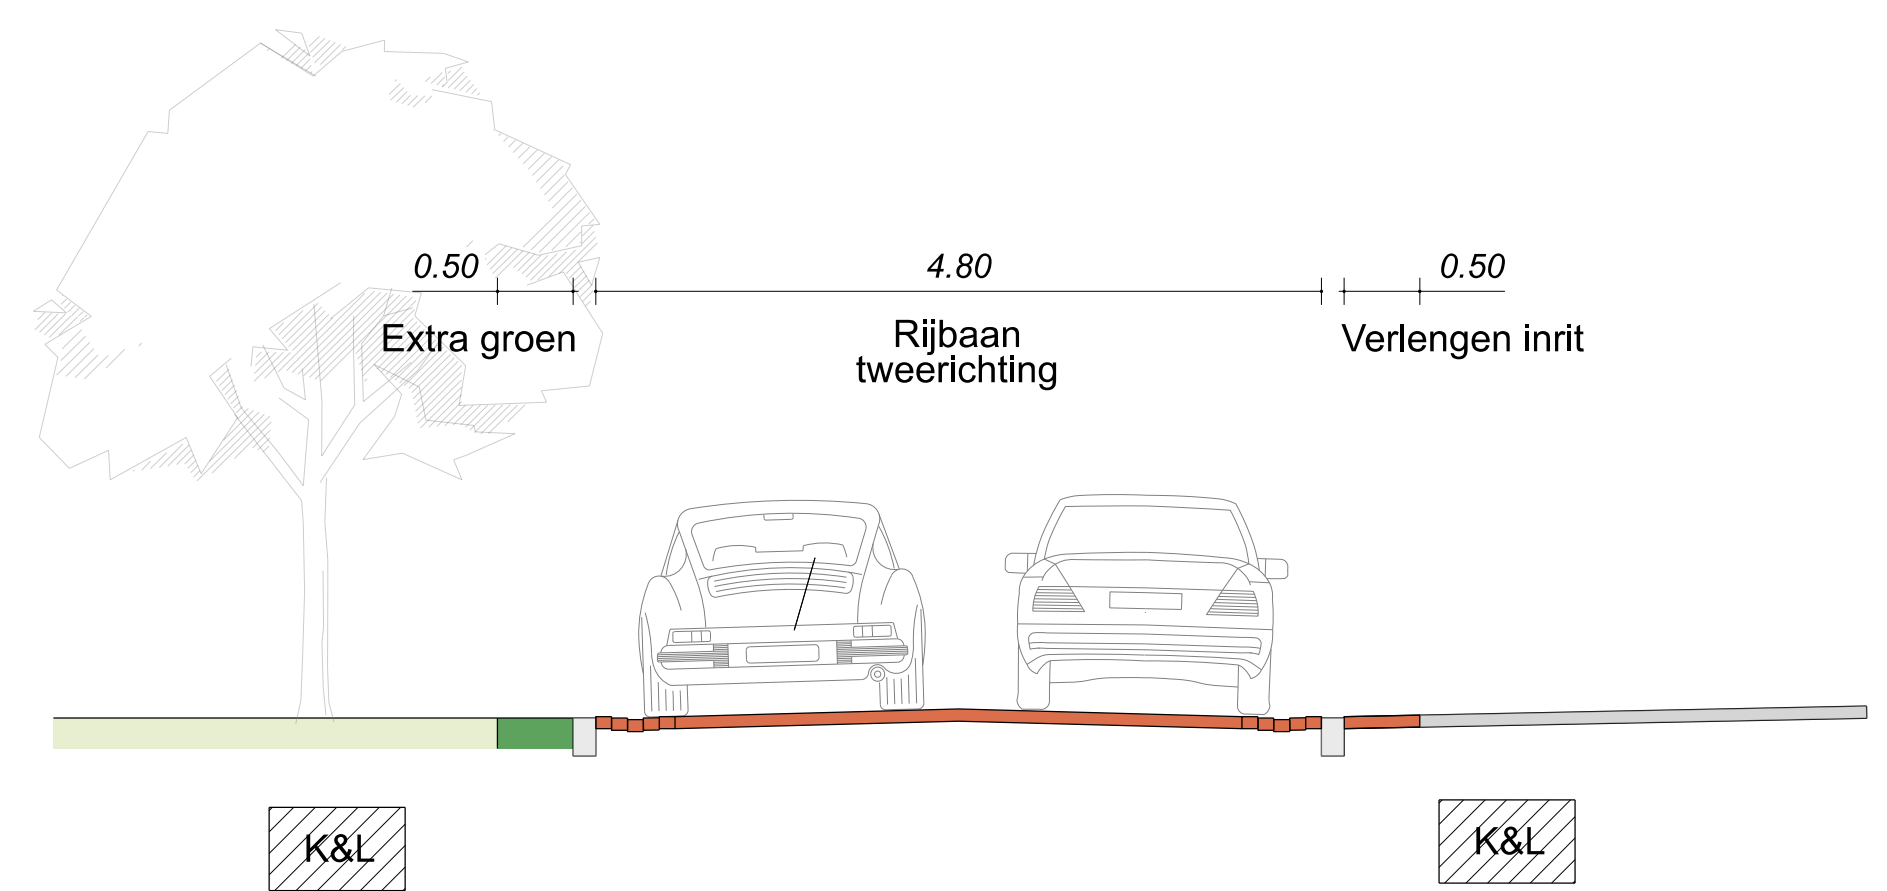 0.50
4.80
0.50
Extra groen
Rijbaan
tweerichting
Verlengen inrit
K&L
K&L